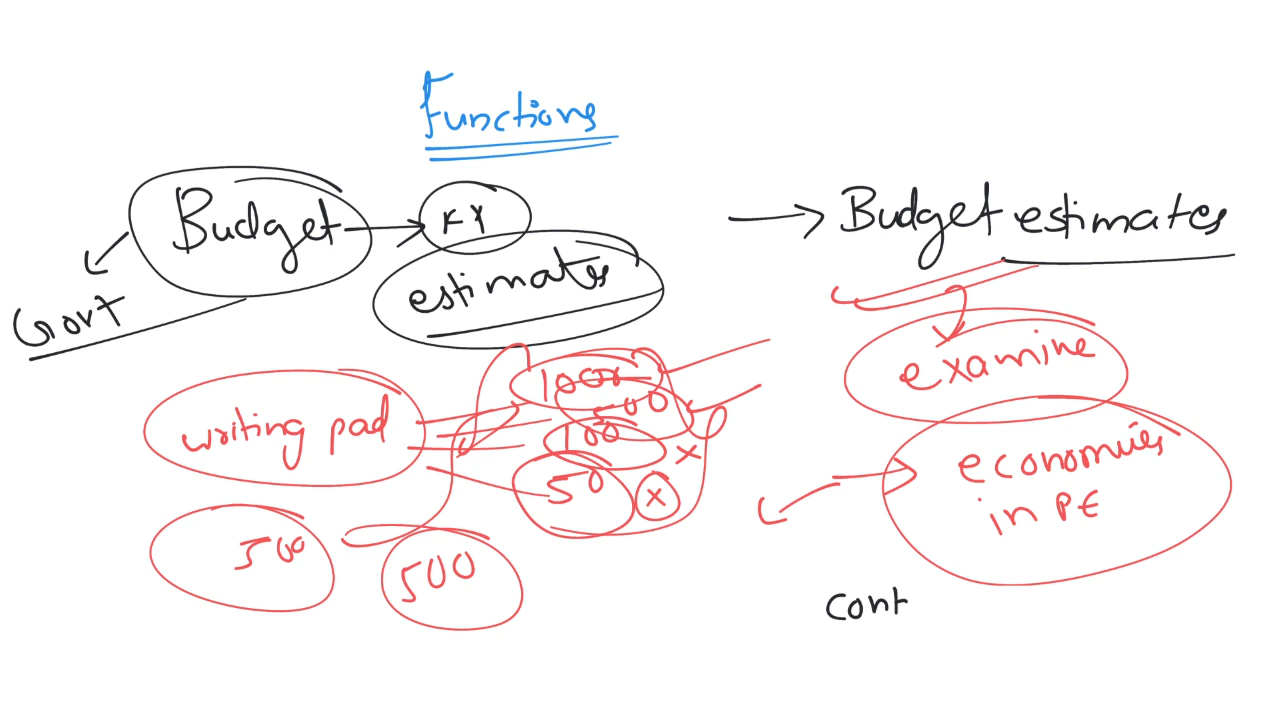 Functions
Budget → FY
estimates
Govt
→ Budget estimates
examine
economies
in PE
writing pad
1000
500
100 x
50 x
500
500
Cont